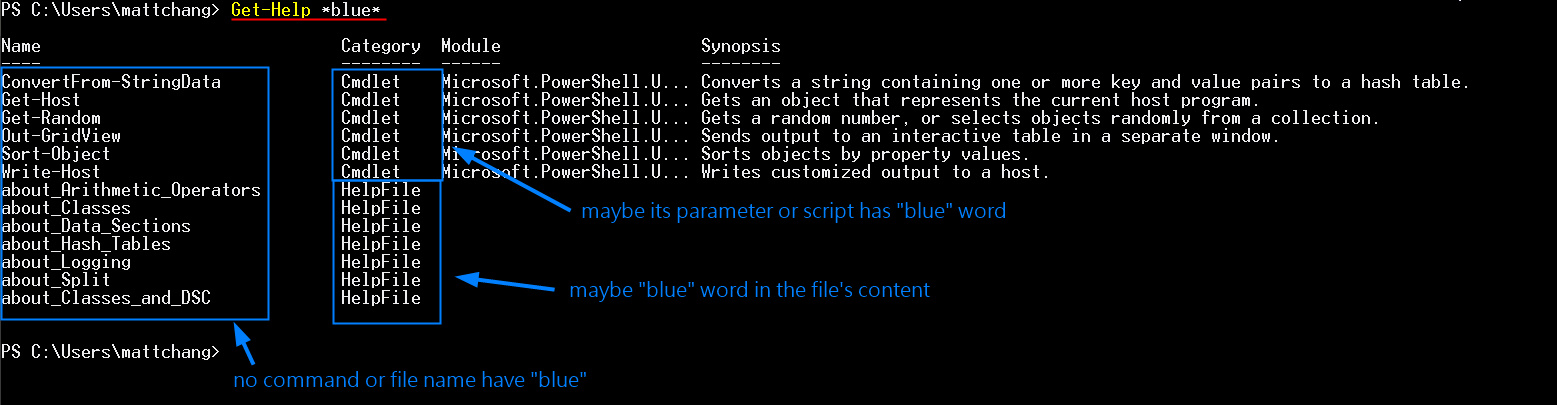 PS C:\Users\mattchang> Get-Help *blue*
Name Category Module Synopsis
---- -------- ------ --------
ConvertFrom-StringData Cmdlet Microsoft.PowerShell.U... Converts a string containing one or more key and value pairs to a hash table.
Get-Host Cmdlet Microsoft.PowerShell.U... Gets an object that represents the current host program.
Get-Random Cmdlet Microsoft.PowerShell.U... Gets a random number, or selects objects randomly from a collection.
Out-GridView Cmdlet Microsoft.PowerShell.U... Sends output to an interactive table in a separate window.
Sort-Object Cmdlet Microsoft.PowerShell.U... Sorts objects by property values.
Write-Host Cmdlet Microsoft.PowerShell.U... Writes customized output to a host.
about_Arithmetic_Operators HelpFile
about_Classes HelpFile
maybe its parameter or script has "blue" word
about_Data_Sections HelpFile
about_Hash_Tables HelpFile
about_Logging HelpFile
about_Split HelpFile
maybe "blue" word in the file's content
about_Classes_and_DSC HelpFile
PS C:\Users\mattchang>
no command or file name have "blue"